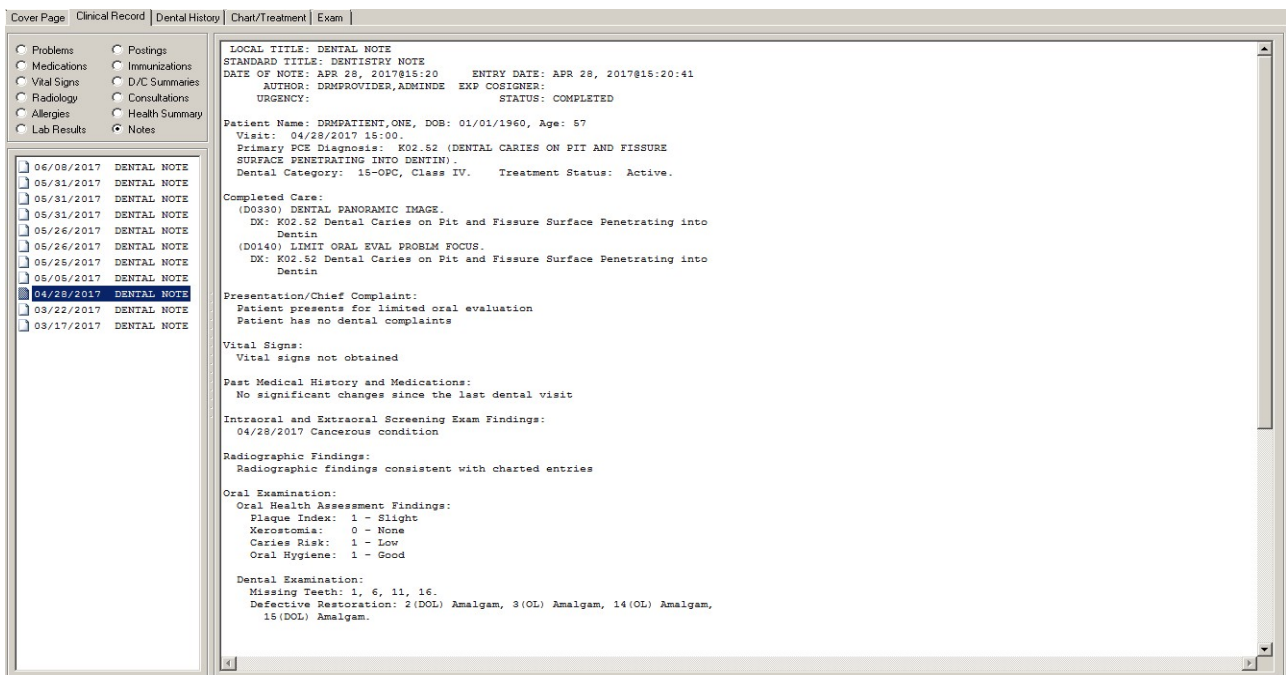 Cover Page Clinical Record Dental History Chart/Treatment Exam
Problems Postings
Medications Immunizations
Vital Signs D/C Summaries
Radiology Consultations
Allergies Health Summary
Lab Results Notes
06/08/2017 DENTAL NOTE
05/31/2017 DENTAL NOTE
05/31/2017 DENTAL NOTE
05/31/2017 DENTAL NOTE
05/26/2017 DENTAL NOTE
05/26/2017 DENTAL NOTE
05/25/2017 DENTAL NOTE
05/05/2017 DENTAL NOTE
04/28/2017 DENTAL NOTE
03/22/2017 DENTAL NOTE
03/17/2017 DENTAL NOTE
LOCAL TITLE: DENTAL NOTE
STANDARD TITLE: DENTISTRY NOTE
DATE OF NOTE: APR 28, 2017@15:20 ENTRY DATE: APR 28, 2017@15:20:41
AUTHOR: DRMPROVIDER,ADMINDE EXP COSIGNER:
URGENCY: STATUS: COMPLETED
Patient Name: DRMPATIENT,ONE, DOB: 01/01/1960, Age: 57
Visit: 04/28/2017 15:00.
Primary PCE Diagnosis: K02.52 (DENTAL CARIES ON PIT AND FISSURE
SURFACE PENETRATING INTO DENTIN).
Dental Category: 15-OPC, Class IV. Treatment Status: Active.
Completed Care:
(D0330) DENTAL PANORAMIC IMAGE.
DX: K02.52 Dental Caries on Pit and Fissure Surface Penetrating into
Dentin
(D0140) LIMIT ORAL EVAL PROBLM FOCUS.
DX: K02.52 Dental Caries on Pit and Fissure Surface Penetrating into
Dentin
Presentation/Chief Complaint:
Patient presents for limited oral evaluation
Patient has no dental complaints
Vital Signs:
Vital signs not obtained
Past Medical History and Medications:
No significant changes since the last dental visit
Intraoral and Extraoral Screening Exam Findings:
04/28/2017 Cancerous condition
Radiographic Findings:
Radiographic findings consistent with charted entries
Oral Examination:
Oral Health Assessment Findings:
Plaque Index: 1 - Slight
Xerostomia: 0 - None
Caries Risk: 1 - Low
Oral Hygiene: 1 - Good
Dental Examination:
Missing Teeth: 1, 6, 11, 16.
Defective Restoration: 2(DOL) Amalgam, 3(OL) Amalgam, 14(OL) Amalgam,
15(DOL) Amalgam.